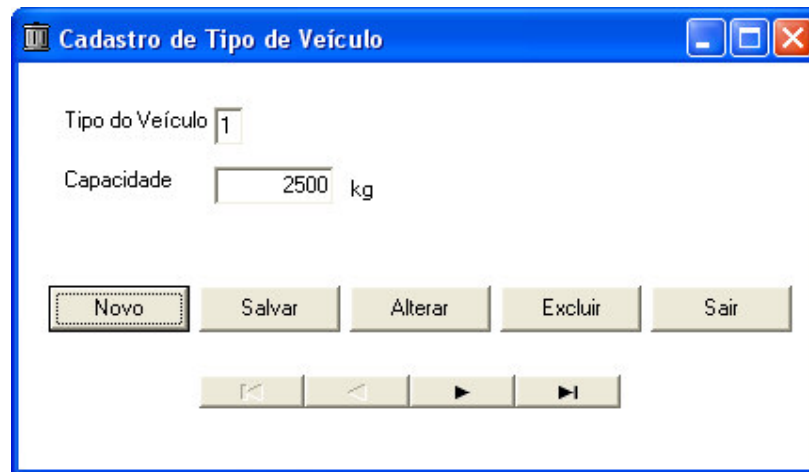 Cadastro de Tipo de Veículo
Tipo do Veículo 1
Capacidade 2500 kg
Novo Salvar Alterar Excluir Sair